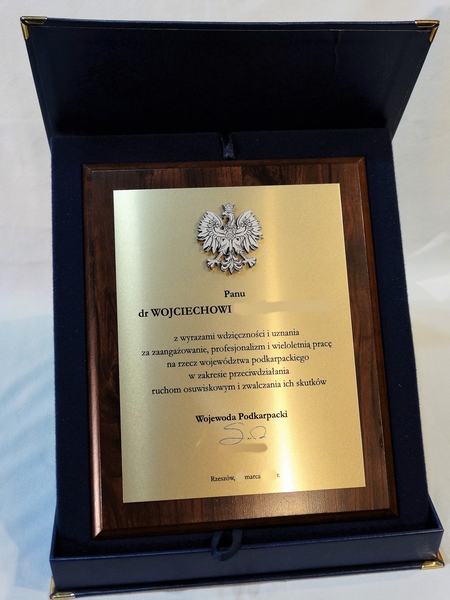 Panu
dr WOJCIECHOWI
z wyrazami wdzięczności i uznania
za zaangażowanie, profesjonalizm i wieloletnią pracę
na rzecz województwa podkarpackiego
w zakresie przeciwdziałania
ruchom osuwiskowym i zwalczania ich skutków
Wojewoda Podkarpacki
Rzeszów, marca r.